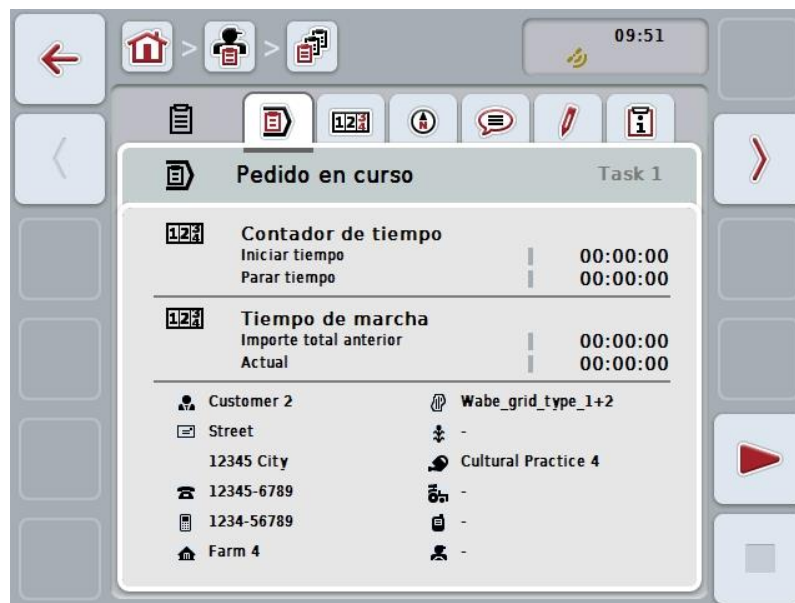 09:51
Pedido en curso Task 1
Contador de tiempo
Iniciar tiempo 00:00:00
Parar tiempo 00:00:00
Tiempo de marcha
Importe total anterior 00:00:00
Actual 00:00:00
Customer 2 Wabe_grid_type_1+2
Street -
12345 City Cultural Practice 4
12345-6789 -
1234-56789 -
Farm 4 -